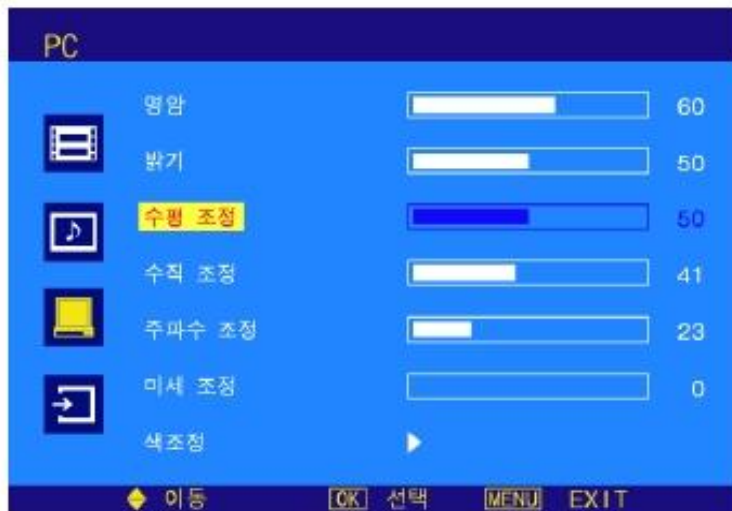 PC
명암 60
밝기 50
수평 조정 50
수직 조정 41
주파수 조정 23
미세 조정 0
색조정
이동 OK 선택 MENU EXIT